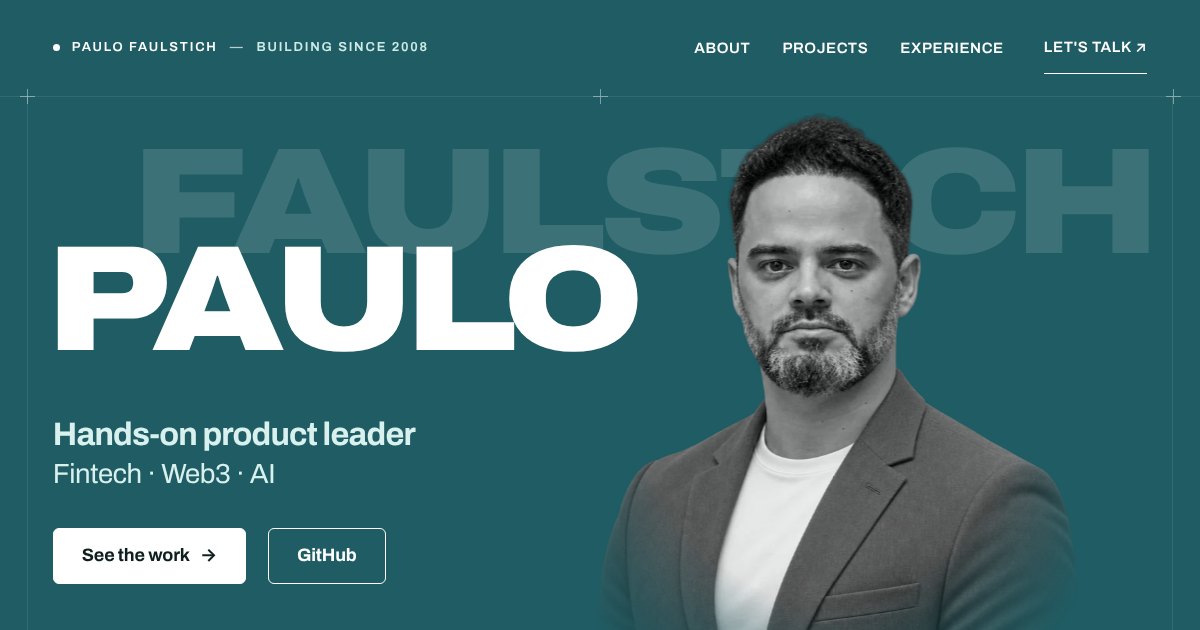 PAULO FAULSTICH — BUILDING SINCE 2008
ABOUT PROJECTS EXPERIENCE LET'S TALK ↗
FAULSTICH
PAULO
Hands-on product leader
Fintech · Web3 · AI
See the work →
GitHub